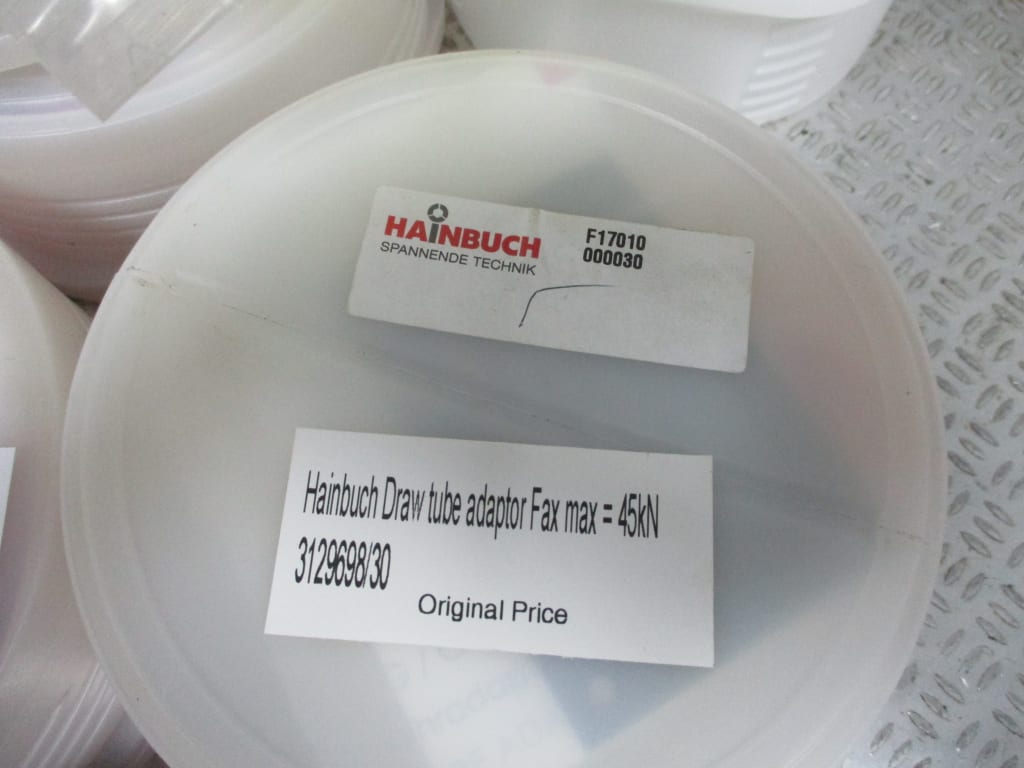 HAINBUCH
SPANNENDE TECHNIK
F17010
000030
Hainbuch Draw tube adaptor Fax max = 45kN
3129698/30
Original Price